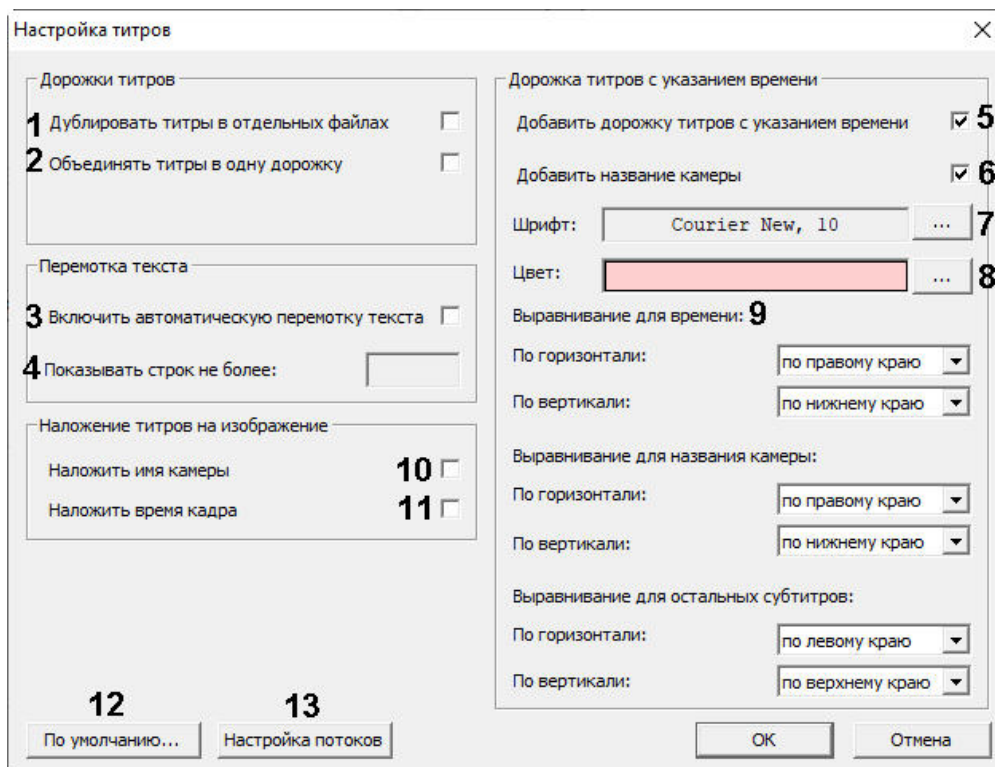 Настройка титров
Дорожки титров
1 Дублировать титры в отдельных файлах
2 Объединять титры в одну дорожку
Перемотка текста
3 Включить автоматическую перемотку текста
4 Показывать строк не более:
Наложение титров на изображение
Наложить имя камеры 10
Наложить время кадра 11
Дорожка титров с указанием времени
Добавить дорожку титров с указанием времени 5
Добавить название камеры 6
Шрифт: Courier New, 10 ... 7
Цвет: ... 8
Выравнивание для времени: 9
По горизонтали: по правому краю
По вертикали: по нижнему краю
Выравнивание для названия камеры:
По горизонтали: по правому краю
По вертикали: по нижнему краю
Выравнивание для остальных субтитров:
По горизонтали: по левому краю
По вертикали: по верхнему краю
12 13
По умолчанию... Настройка потоков OK Отмена